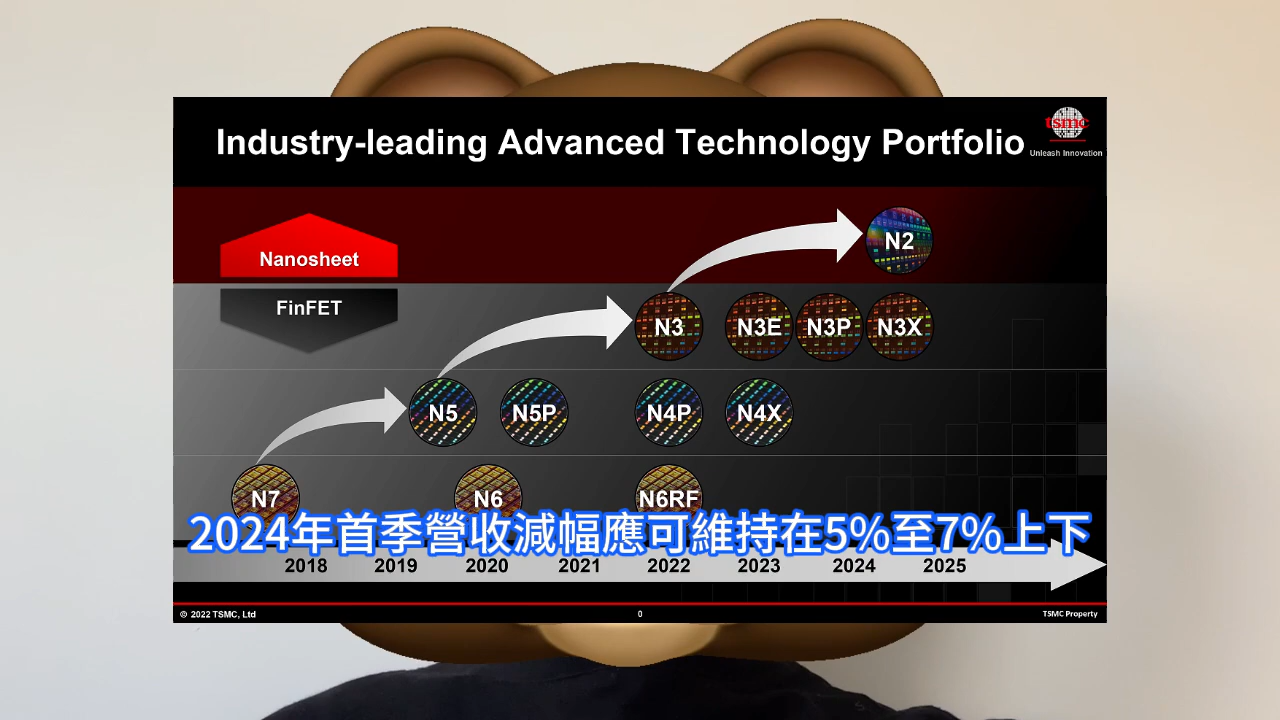 Industry-leading Advanced Technology Portfolio
tsmc
Unleash Innovation
N2
Nanosheet
FinFET
N3 N3E N3P N3X
N5 N5P N4P N4X
N7 N6 N6RF
2024年首季營收減幅應可維持在5%至7%上下
2018 2019 2020 2021 2022 2023 2024 2025
© 2022 TSMC, Ltd 0 TSMC Property